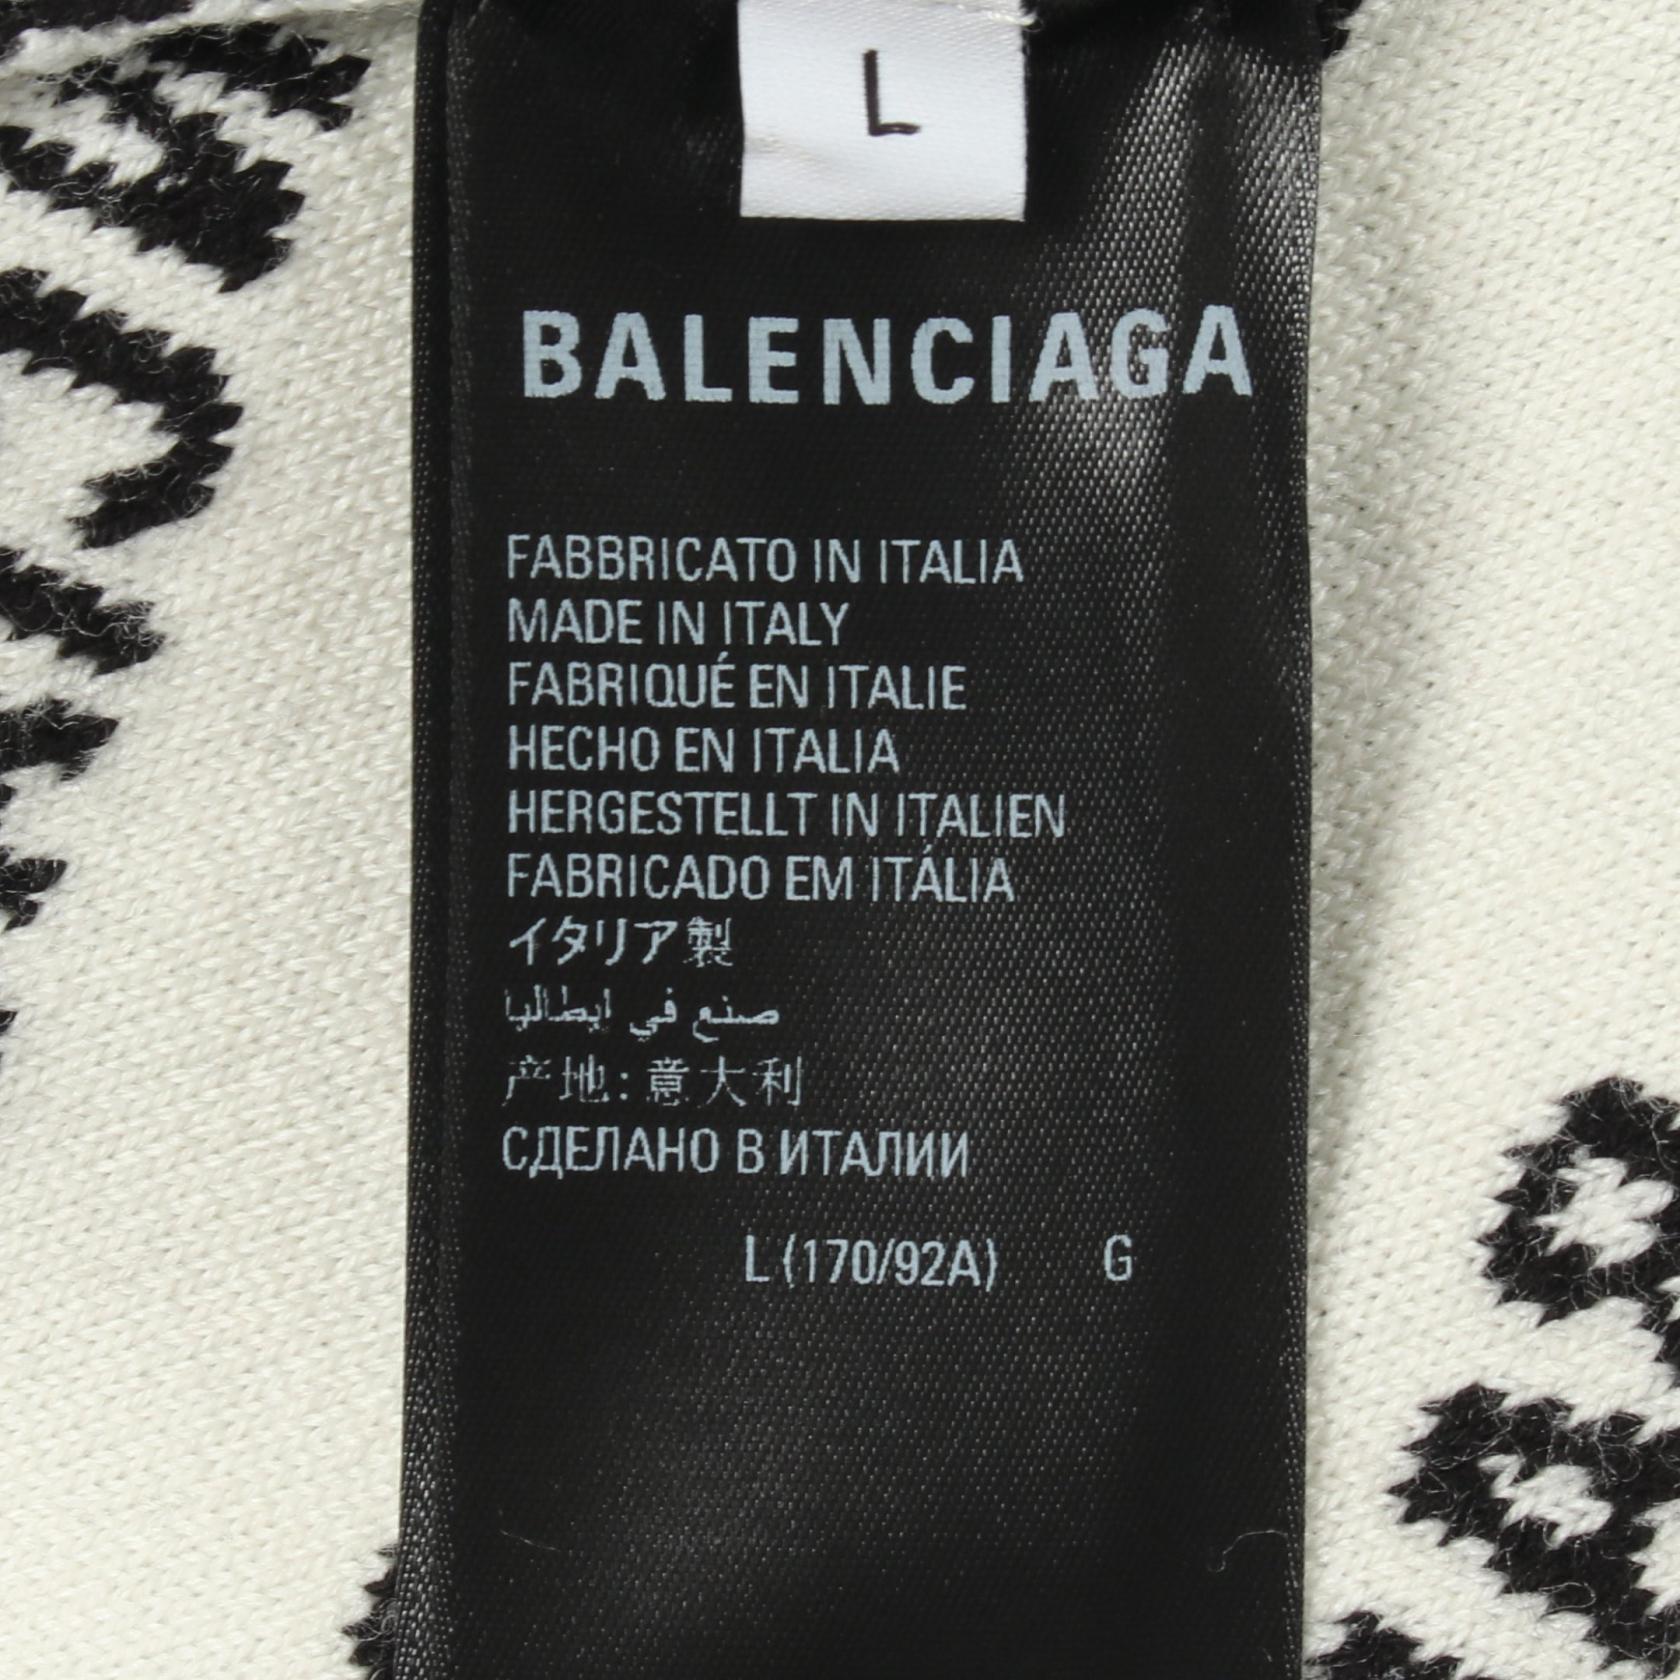 L
BALENCIAGA
FABBRICATO IN ITALIA
MADE IN ITALY
FABRIQUÉ EN ITALIE
HECHO EN ITALIA
HERGESTELLT IN ITALIEN
FABRICADO EM ITÁLIA
イタリア製
صنع في ايطاليا
产地: 意大利
СДЕЛАНО В ИТАЛИИ
L (170/92A) G